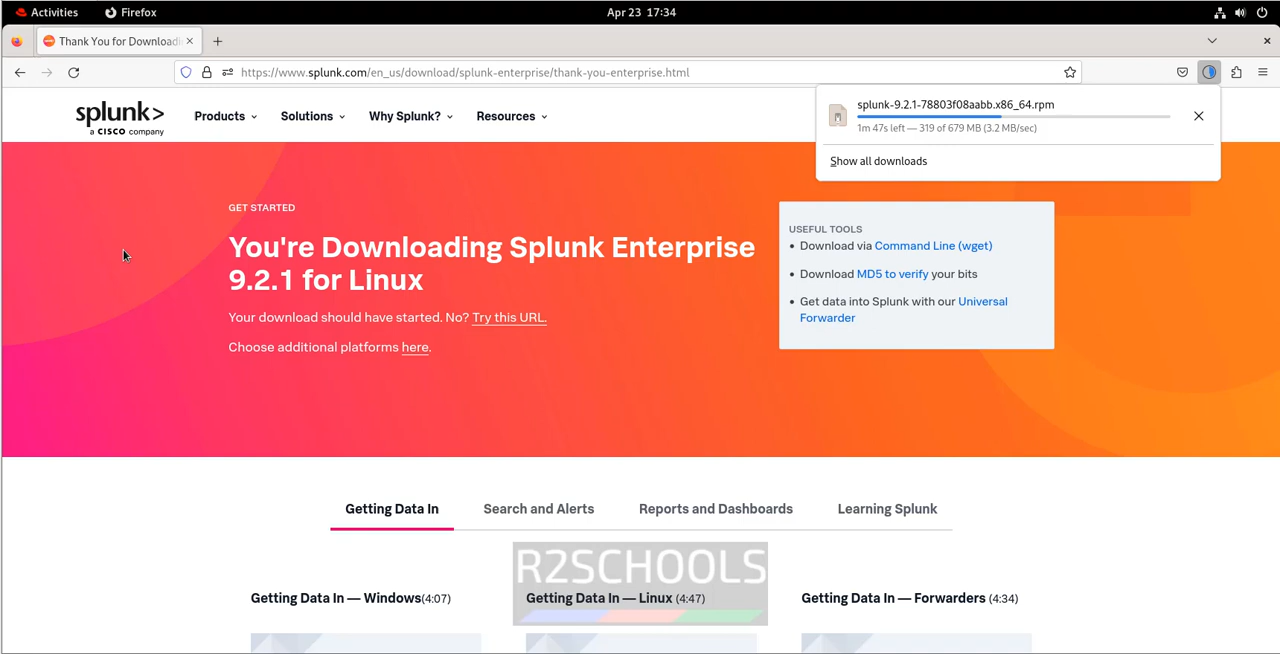 Activities
Firefox
Apr 23 17:34
Thank You for Downloadi
https://www.splunk.com/en_us/download/splunk-enterprise/thank-you-enterprise.html
splunk>
a CISCO company
Products
Solutions
Why Splunk?
Resources
splunk-9.2.1-78803f08aabb.x86_64.rpm
1m 47s left — 319 of 679 MB (3.2 MB/sec)
Show all downloads
GET STARTED
You're Downloading Splunk Enterprise
9.2.1 for Linux
Your download should have started. No? Try this URL.
Choose additional platforms here.
USEFUL TOOLS
Download via Command Line (wget)
Download MD5 to verify your bits
Get data into Splunk with our Universal
Forwarder
Getting Data In
Search and Alerts
Reports and Dashboards
Learning Splunk
R2SCHOOLS
Getting Data In — Windows(4:07)
Getting Data In — Linux (4:47)
Getting Data In — Forwarders (4:34)